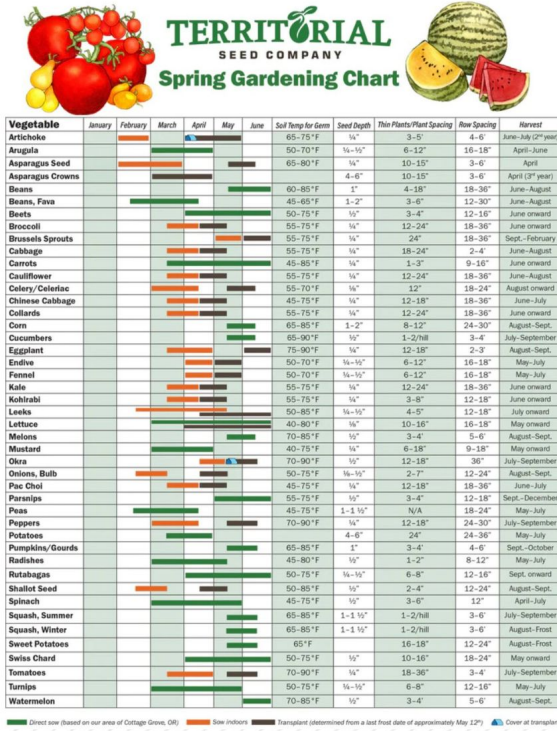 TERRITORIAL
SEED COMPANY
Spring Gardening Chart
Vegetable January February March April May June Soil Temp for Germ Seed Depth Thin Plants/Plant Spacing Row Spacing Harvest
Artichoke 65-75°F ¼" 3-5' 4-6' June-July (2nd year)
Arugula 50-70°F ¼-½" 6-12" 16-18" April-June
Asparagus Seed 65-80°F ¼" 10-15" 3-6' April
Asparagus Crowns 4-6" 10-15" 3-6' April (3rd year)
Beans 60-85°F 1" 4-18" 18-36" June-August
Beans, Fava 45-65°F 1-2" 3-6" 12-30" June-August
Beets 50-75°F ½" 3-4" 12-16" June onward
Broccoli 55-75°F ¼" 12-24" 18-36" June onward
Brussels Sprouts 55-75°F ¼" 24" 18-36" Sept.-February
Cabbage 55-75°F ¼" 18-24" 2-4' June-August
Carrots 45-85°F ¼" 1-3" 9-16" June onward
Cauliflower 55-75°F ¼" 12-24" 18-36" June-August
Celery/Celeriac 55-70°F ⅛" 12" 18-24" August onward
Chinese Cabbage 45-75°F ¼" 12-18" 18-36" June-July
Collards 55-75°F ¼" 12-24" 18-36" June onward
Corn 65-85°F 1-2" 8-12" 24-30" August-Sept.
Cucumbers 65-90°F ½" 1-2/hill 3-4' July-September
Eggplant 75-90°F ¼" 12-18" 2-3' August-Sept.
Endive 50-70°F ¼-½" 6-12" 16-18" May-July
Fennel 50-70°F ¼-½" 6-12" 16-18" May-July
Kale 55-75°F ¼" 12-24" 18-36" June onward
Kohlrabi 55-75°F ¼" 3-8" 12-18" June onward
Leeks 50-85°F ¼-½" 4-5" 12-18" July onward
Lettuce 40-80°F ⅛" 10-16" 16-18" May onward
Melons 70-85°F ½" 3-4' 5-6' August-Sept.
Mustard 40-75°F ¼" 6-18" 9-18" May onward
Okra 70-90°F ½" 12-18" 36" July-September
Onions, Bulb 50-75°F 2-7" 12-24" August-Sept.
Pac Choi 45-75°F ¼" 12-18" 18-36" June-July
Parsnips 55-75°F ½" 3-4" 12-18" Sept.-December
Peas 45-75°F 1-1 ½" N/A 18-24" May-July
Peppers 70-90°F ¼" 12-18" 24-30" July-September
Potatoes 4-6" 24" 24-36" May-July
Pumpkins/Gourds 65-85°F 1" 3-4' 4-6' Sept.-October
Radishes 45-80°F ½" 1-2" 8-12" May-July
Rutabagas 50-75°F ¼-½" 6-8" 12-16" Sept. onward
Shallot Seed 50-85°F ½" 2-4" 12-24" August-Sept.
Spinach 45-75°F ½" 3-6" 12" April-July
Squash, Summer 65-85°F 1-1 ½" 1-2/hill 3-6' July-September
Squash, Winter 65-85°F 1-1 ½" 1-2/hill 3-6' August-Frost
Sweet Potatoes 65°F 16-18" 12-24" August-Frost
Swiss Chard 50-75°F ½" 10-16" 18-24" May onward
Tomatoes 70-90°F ¼" 18-36" 3-4' July-September
Turnips 50-75°F ¼-½" 6-8" 12-16" May-July
Watermelon 70-85°F ½" 3-4' 5-6' August-Sept.
Direct sow (based on our area of Cottage Grove, OR) Sow indoors Transplant (determined from a last frost date of approximately May 12th) Cover at transplant